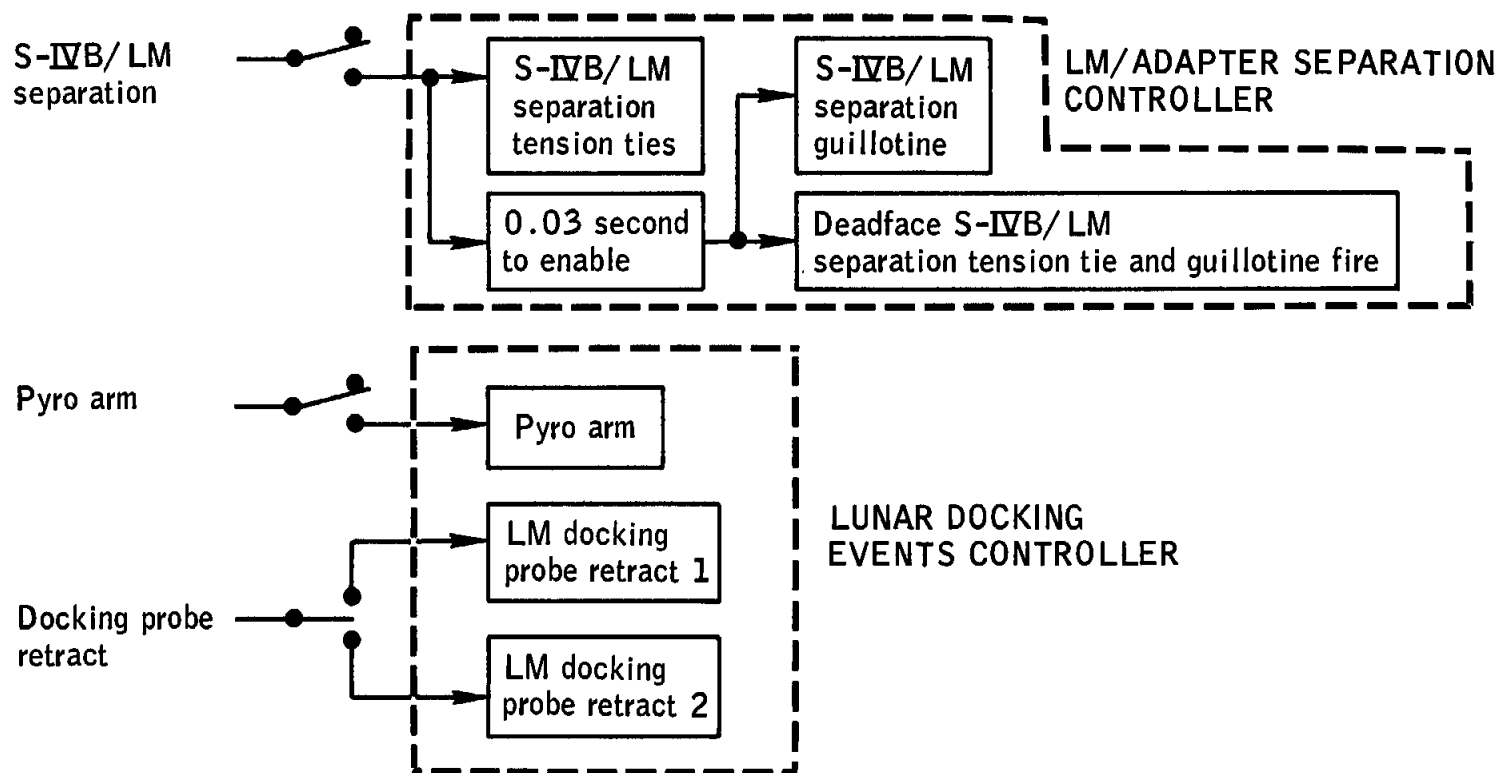 S-IVB/LM
separation
S-IVB/LM
separation
tension ties
S-IVB/LM
separation
guillotine
LM/ADAPTER SEPARATION
CONTROLLER
0.03 second
to enable
Deadface S-IVB/LM
separation tension tie and guillotine fire
Pyro arm
Pyro arm
LM docking
probe retract 1
LUNAR DOCKING
EVENTS CONTROLLER
Docking probe
retract
LM docking
probe retract 2